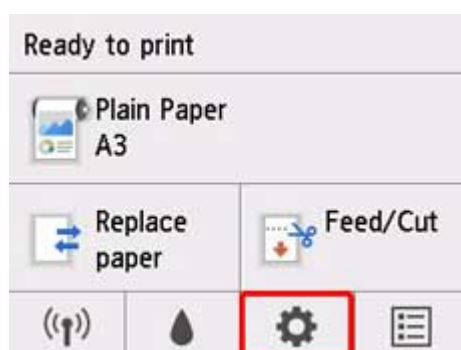 Ready to print
Plain Paper
A3
Replace
paper
Feed/Cut